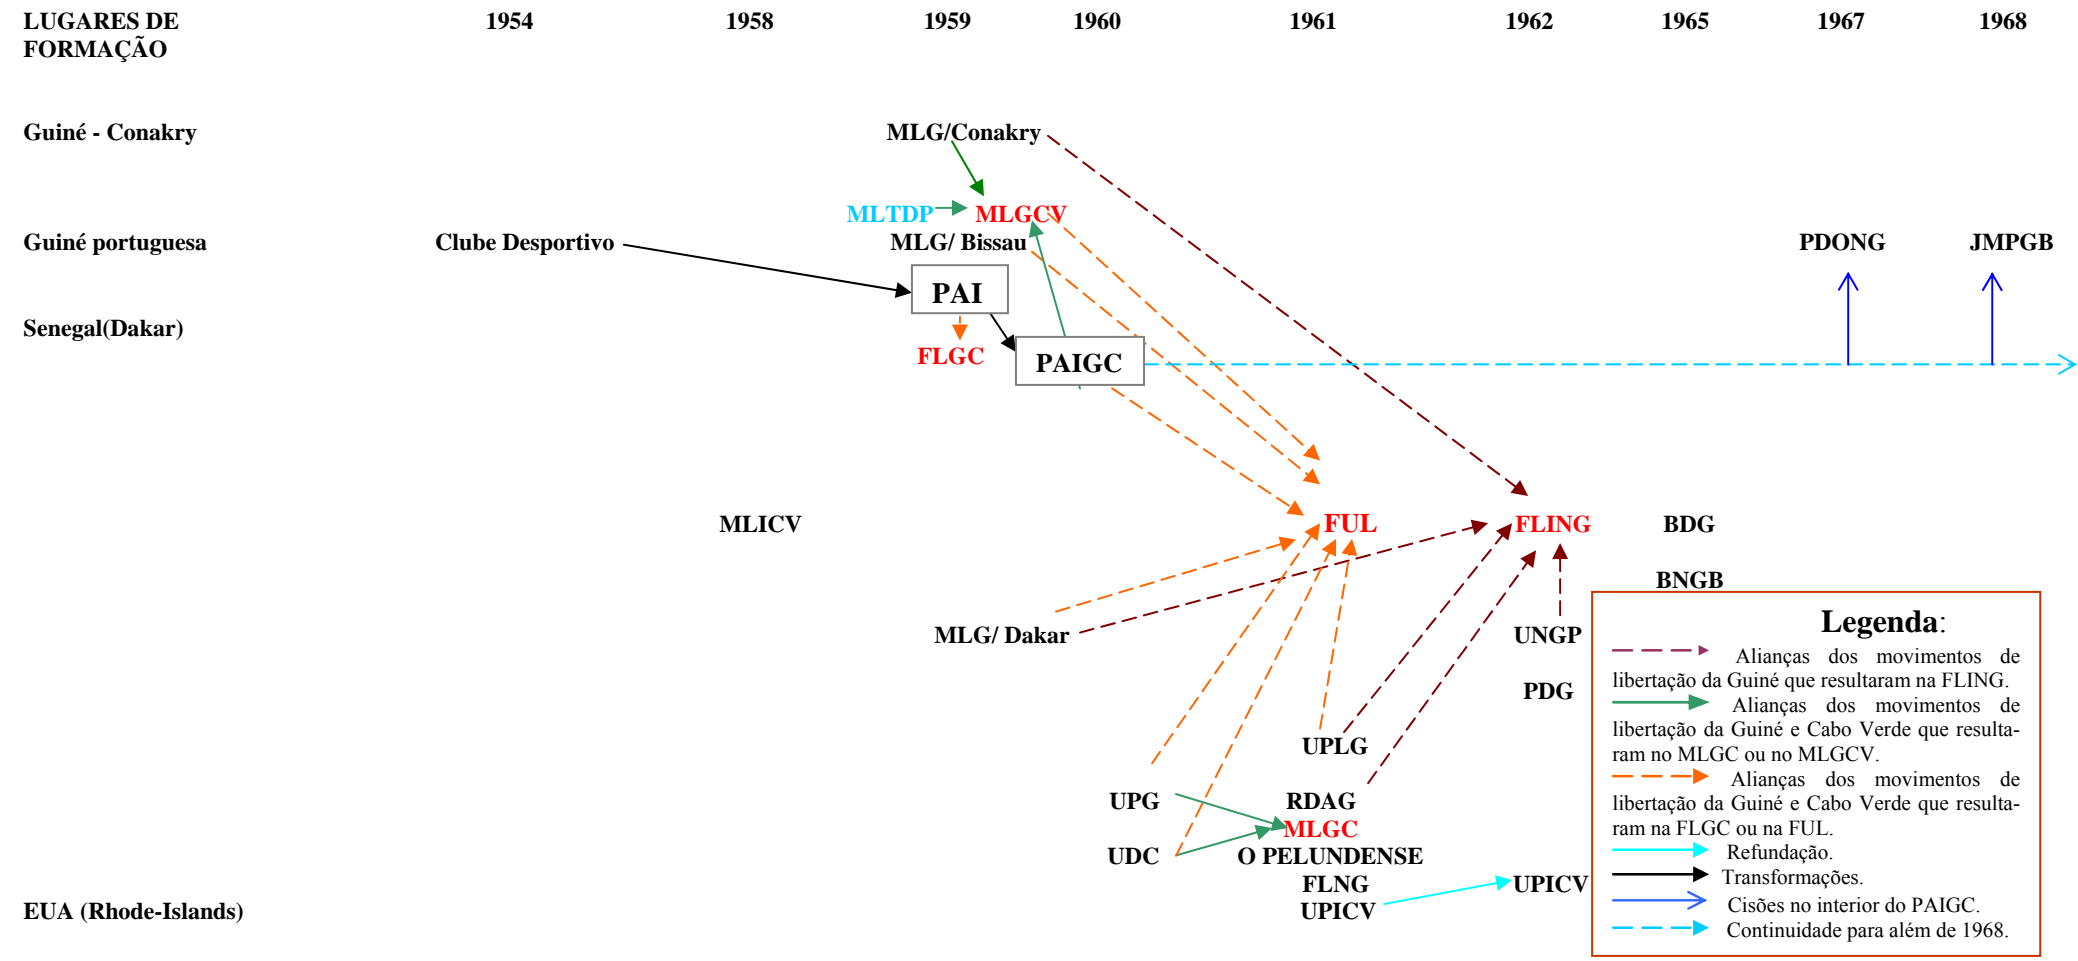 LUGARES DE 1954 1958 1959 1960 1961 1962 1965 1967 1968
FORMAÇÃO
Guiné - Conakry MLG/Conakry
MLTDP MLGCV
Guiné portuguesa Clube Desportivo MLG/ Bissau PDONG JMPGB
PAI
Senegal(Dakar)
FLGC PAIGC
MLICV FUL FLING BDG
BNGB
MLG/ Dakar UNGP
PDG
UPLG
UPG RDAG
MLGC
UDC O PELUNDENSE
FLNG UPICV
EUA (Rhode-Islands) UPICV
Legenda:
Alianças dos movimentos de
libertação da Guiné que resultaram na FLING.
Alianças dos movimentos de
libertação da Guiné e Cabo Verde que resulta-
ram no MLGC ou no MLGCV.
Alianças dos movimentos de
libertação da Guiné e Cabo Verde que resulta-
ram na FLGC ou na FUL.
Refundação.
Transformações.
Cisões no interior do PAIGC.
Continuidade para além de 1968.